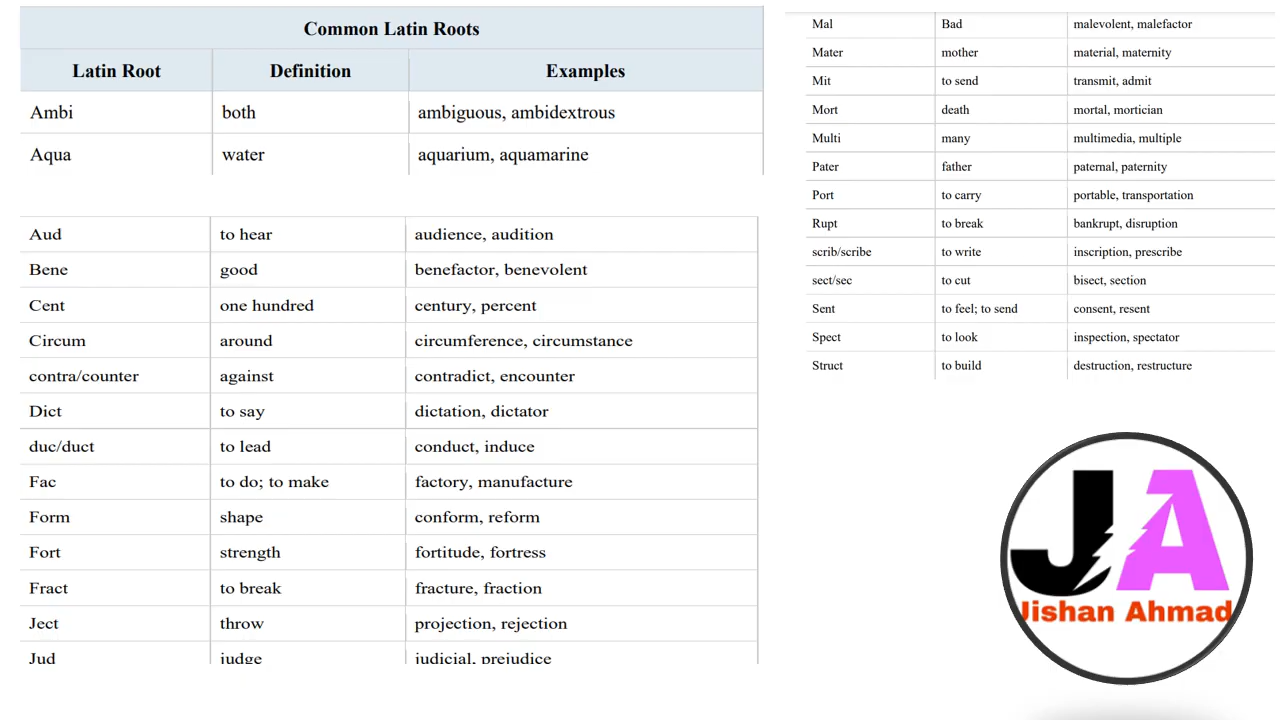 Common Latin Roots
Latin Root Definition Examples
Ambi both ambiguous, ambidextrous
Aqua water aquarium, aquamarine
Aud to hear audience, audition
Bene good benefactor, benevolent
Cent one hundred century, percent
Circum around circumference, circumstance
contra/counter against contradict, encounter
Dict to say dictation, dictator
duc/duct to lead conduct, induce
Fac to do; to make factory, manufacture
Form shape conform, reform
Fort strength fortitude, fortress
Fract to break fracture, fraction
Ject throw projection, rejection
Jud judge judicial, prejudice
Mal Bad malevolent, malefactor
Mater mother material, maternity
Mit to send transmit, admit
Mort death mortal, mortician
Multi many multimedia, multiple
Pater father paternal, paternity
Port to carry portable, transportation
Rupt to break bankrupt, disruption
scrib/scribe to write inscription, prescribe
sect/sec to cut bisect, section
Sent to feel; to send consent, resent
Spect to look inspection, spectator
Struct to build destruction, restructure
JA
Jishan Ahmad